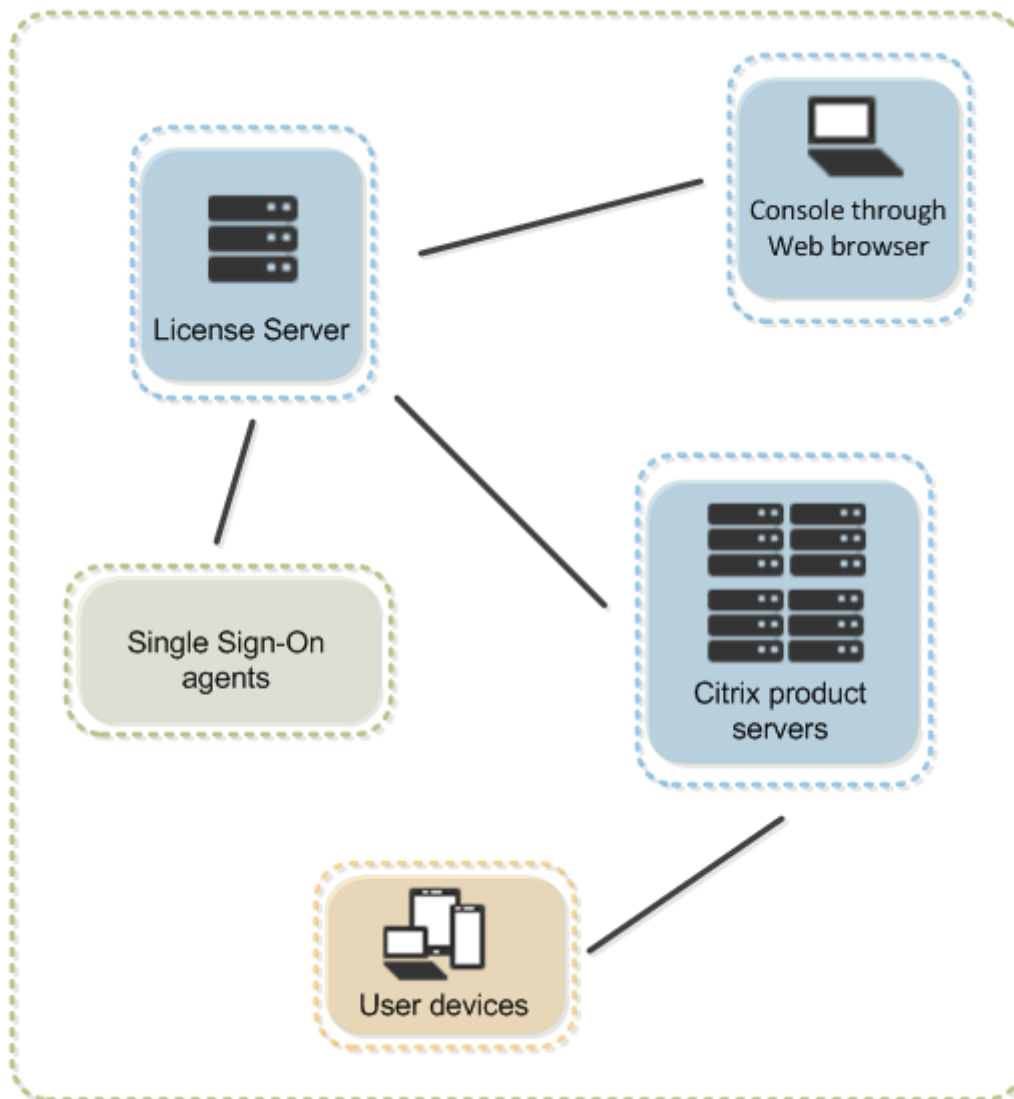 Console through
Web browser
License Server
Single Sign-On
agents
Citrix product
servers
User devices